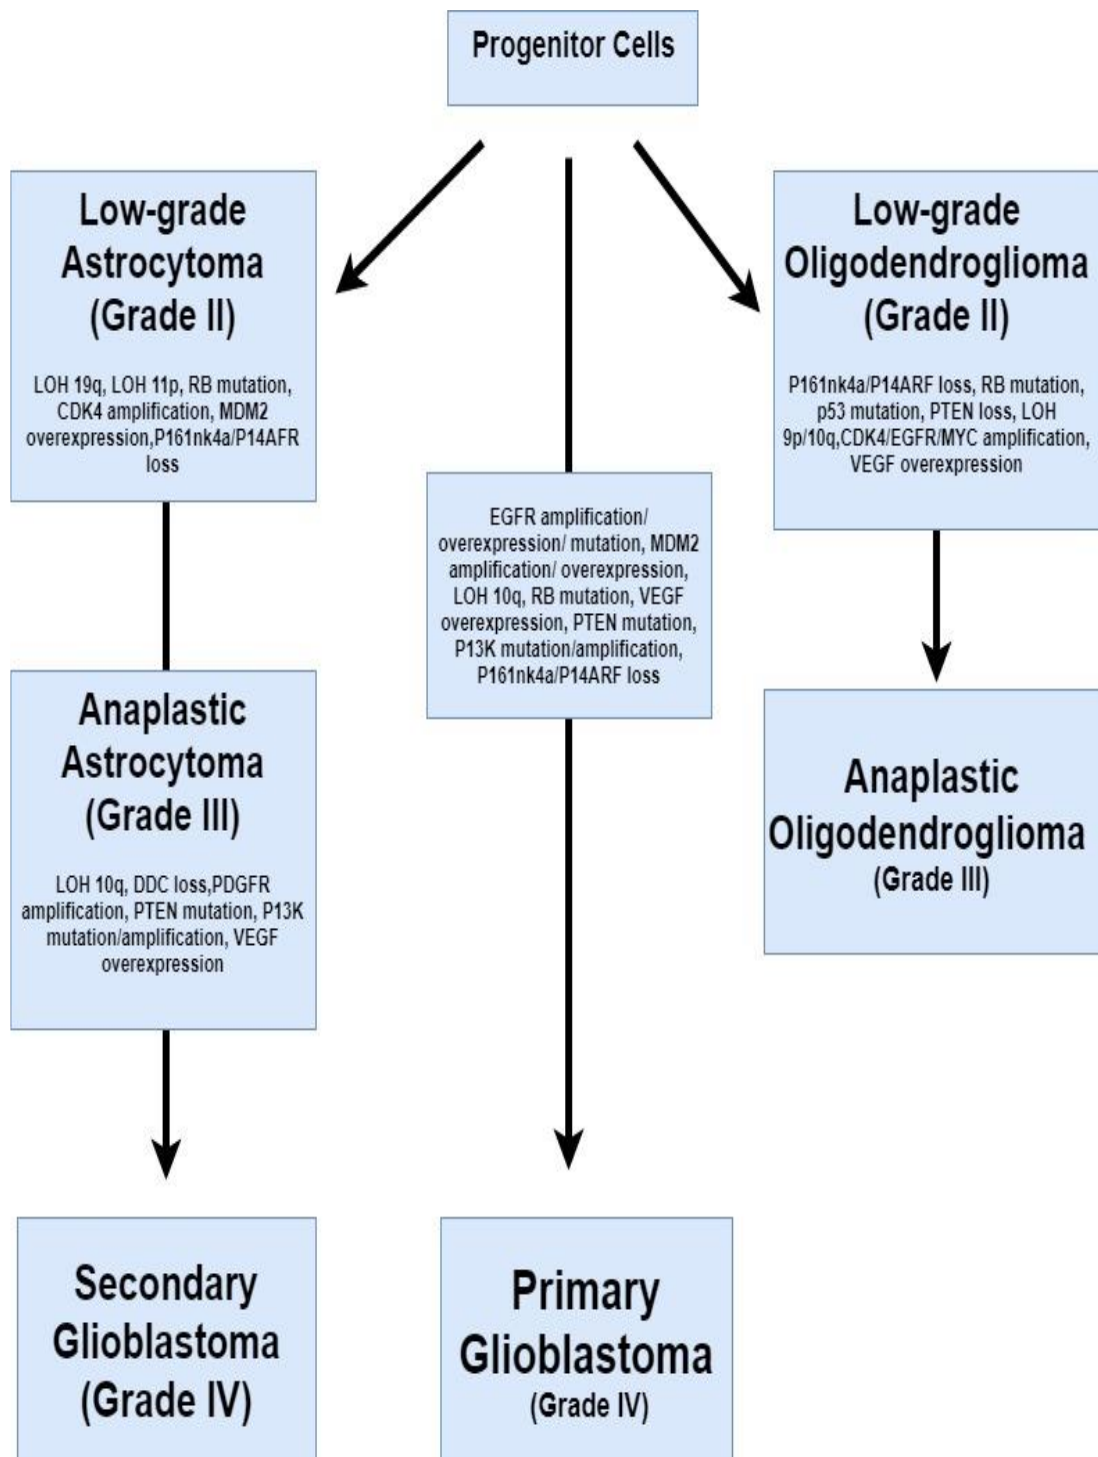 Progenitor Cells
Low-grade
Astrocytoma
(Grade II)
LOH 19q, LOH 11p, RB mutation,
CDK4 amplification, MDM2
overexpression,P161nk4a/P14AFR
loss
Low-grade
Oligodendroglioma
(Grade II)
P161nk4a/P14ARF loss, RB mutation,
p53 mutation, PTEN loss, LOH
9p/10q,CDK4/EGFR/MYC amplification,
VEGF overexpression
EGFR amplification/
overexpression/ mutation, MDM2
amplification/ overexpression,
LOH 10q, RB mutation, VEGF
overexpression, PTEN mutation,
P13K mutation/amplification,
P161nk4a/P14ARF loss
Anaplastic
Astrocytoma
(Grade III)
LOH 10q, DDC loss,PDGFR
amplification, PTEN mutation, P13K
mutation/amplification, VEGF
overexpression
Anaplastic
Oligodendroglioma
(Grade III)
Secondary
Glioblastoma
(Grade IV)
Primary
Glioblastoma
(Grade IV)